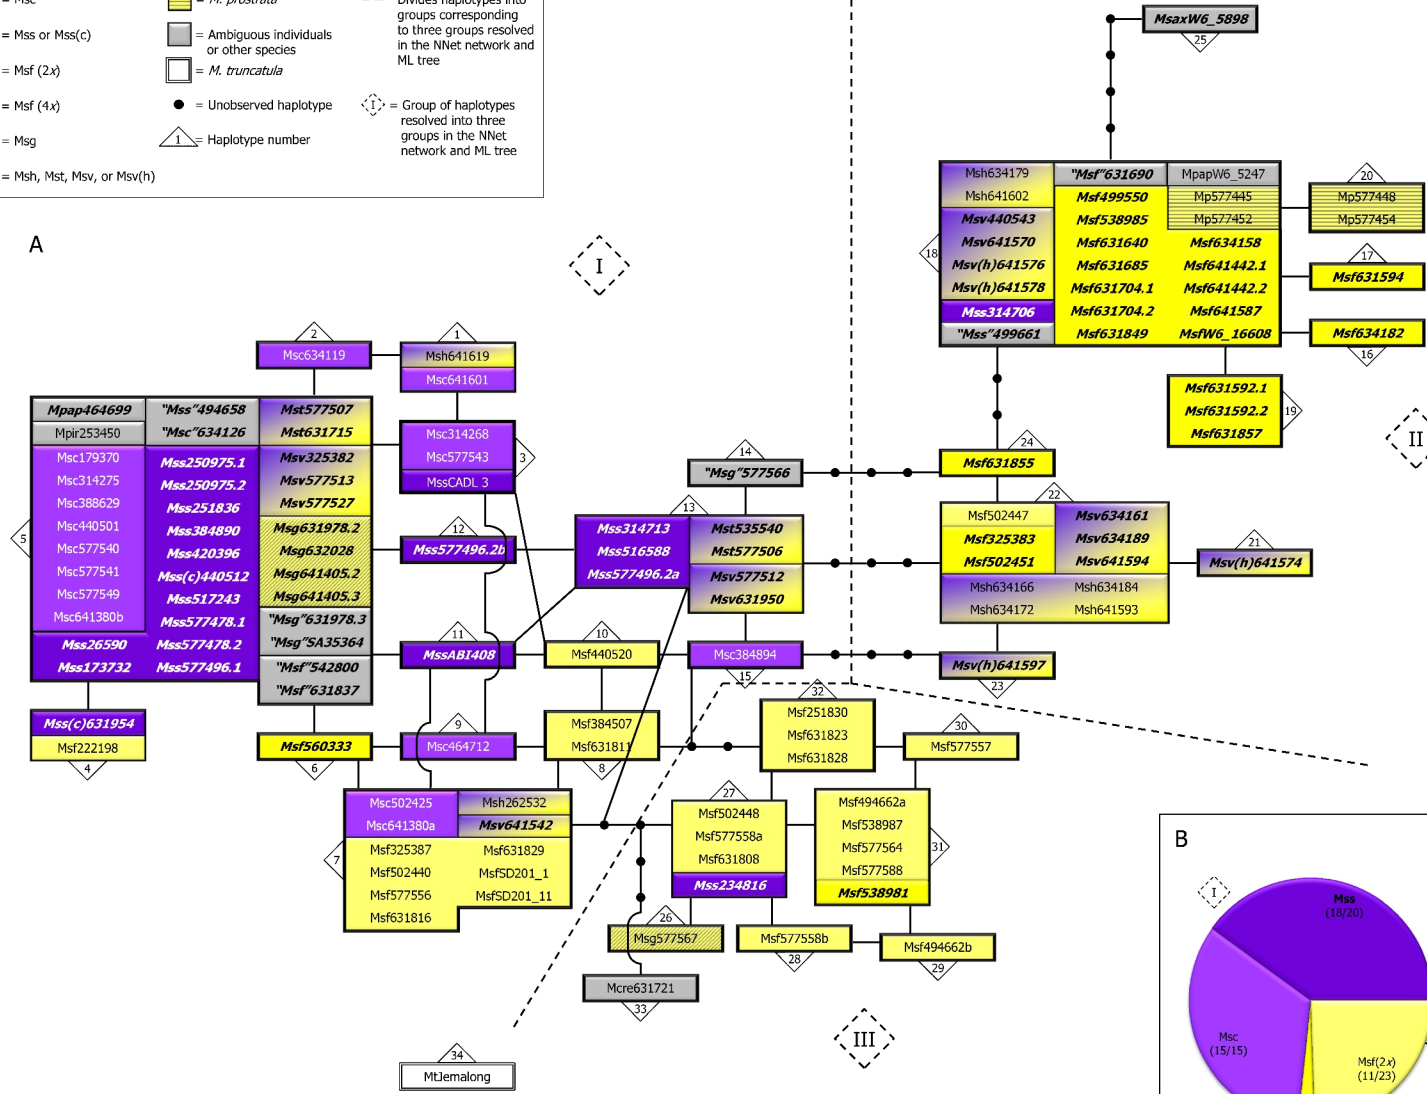 = Msc
= M. prostrata
Divides haplotypes into
groups corresponding
to three groups resolved
in the NNet network and
ML tree
= Mss or Mss(c)
= Ambiguous individuals
or other species
= Msf (2x)
= M. truncatula
= Msf (4x)
= Unobserved haplotype
I
= Group of haplotypes
resolved into three
groups in the NNet
network and ML tree
= Msg
1
= Haplotype number
= Msh, Mst, Msv, or Msv(h)
A
I
2
Msc634119
1
Msh641619
Msc641601
5
Mpap464699
Mpir253450
Msc179370
Msc314275
Msc388629
Msc440501
Msc577540
Msc577541
Msc577549
Msc641380b
Mss26590
Mss173732
"Mss"494658
"Msc"634126
Mss250975.1
Mss250975.2
Mss251836
Mss384890
Mss420396
Mss(c)440512
Mss517243
Mss577478.1
Mss577478.2
Mss577496.1
Mst577507
Mst631715
Msv325382
Msv577513
Msv577527
Msg631978.2
Msg632028
Msg641405.2
Msg641405.3
"Msg"631978.3
"Msg"SA35364
"Msf"542800
"Msf"631837
Msc314268
Msc577543
MssCADL 3
3
12
Mss577496.2b
11
MssABI408
9
Msc464712
Mss(c)631954
Msf222198
4
Msf560333
6
10
Msf440520
Msf384507
Msf631811
8
13
Mss314713
Mss516588
Mss577496.2a
Mst535540
Mst577506
Msv577512
Msv631950
14
"Msg"577566
Msc384894
15
7
Msc502425
Msc641380a
Msf325387
Msf502440
Msf577556
Msf631816
Msh262532
Msv641542
Msf631829
MsfSD201_1
MsfSD201_11
MsaxW6_5898
25
18
Msh634179
Msh641602
Msv440543
Msv641570
Msv(h)641576
Msv(h)641578
Mss314706
"Mss"499661
"Msf"631690
Msf499550
Msf538985
Msf631640
Msf631685
Msf631704.1
Msf631704.2
Msf631849
MpapW6_5247
Mp577445
Mp577452
Msf634158
Msf641442.1
Msf641442.2
Msf641587
MsfW6_16608
20
Mp577448
Mp577454
17
Msf631594
Msf634182
16
Msf631592.1
Msf631592.2
Msf631857
19
II
24
Msf631855
22
Msf502447
Msf325383
Msf502451
Msv634161
Msv634189
Msv641594
Msh634166
Msh634184
Msh634172
Msh641593
21
Msv(h)641574
Msv(h)641597
23
32
Msf251830
Msf631823
Msf631828
30
Msf577557
27
Msf502448
Msf577558a
Msf631808
Mss234816
Msf494662a
Msf538987
Msf577564
Msf577588
Msf538981
31
26
Msg577567
Msf577558b
28
Msf494662b
29
Mcre631721
33
III
34
MtJemalong
B
I
Mss
(18/20)
Msc
(15/15)
Msf(2x)
(11/23)